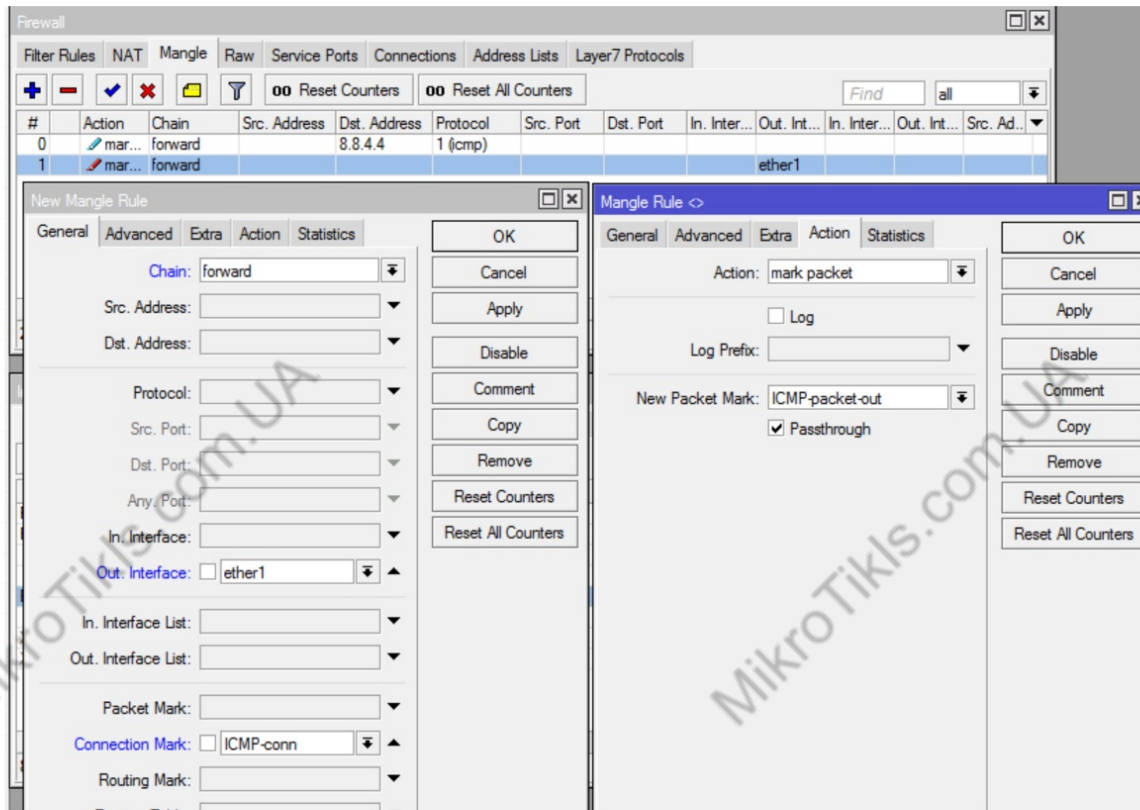 Firewall
Filter Rules NAT Mangle Raw Service Ports Connections Address Lists Layer7 Protocols
00 Reset Counters 00 Reset All Counters Find all
# Action Chain Src. Address Dst. Address Protocol Src. Port Dst. Port In. Inter... Out. Int... In. Inter... Out. Int... Src. Ad..
0 mar... forward 8.8.4.4 1 (icmp)
1 mar... forward ether1
New Mangle Rule
General Advanced Extra Action Statistics
Chain: forward
Src. Address:
Dst. Address:
Protocol:
Src. Port:
Dst. Port:
Any. Port:
In. Interface:
Out. Interface: ether1
In. Interface List:
Out. Interface List:
Packet Mark:
Connection Mark: ICMP-conn
Routing Mark:
OK
Cancel
Apply
Disable
Comment
Copy
Remove
Reset Counters
Reset All Counters
Mangle Rule <>
General Advanced Extra Action Statistics
Action: mark packet
Log
Log Prefix:
New Packet Mark: ICMP-packet-out
Passthrough
OK
Cancel
Apply
Disable
Comment
Copy
Remove
Reset Counters
Reset All Counters
MikroTikls.com.UA
MikroTikls.com.UA